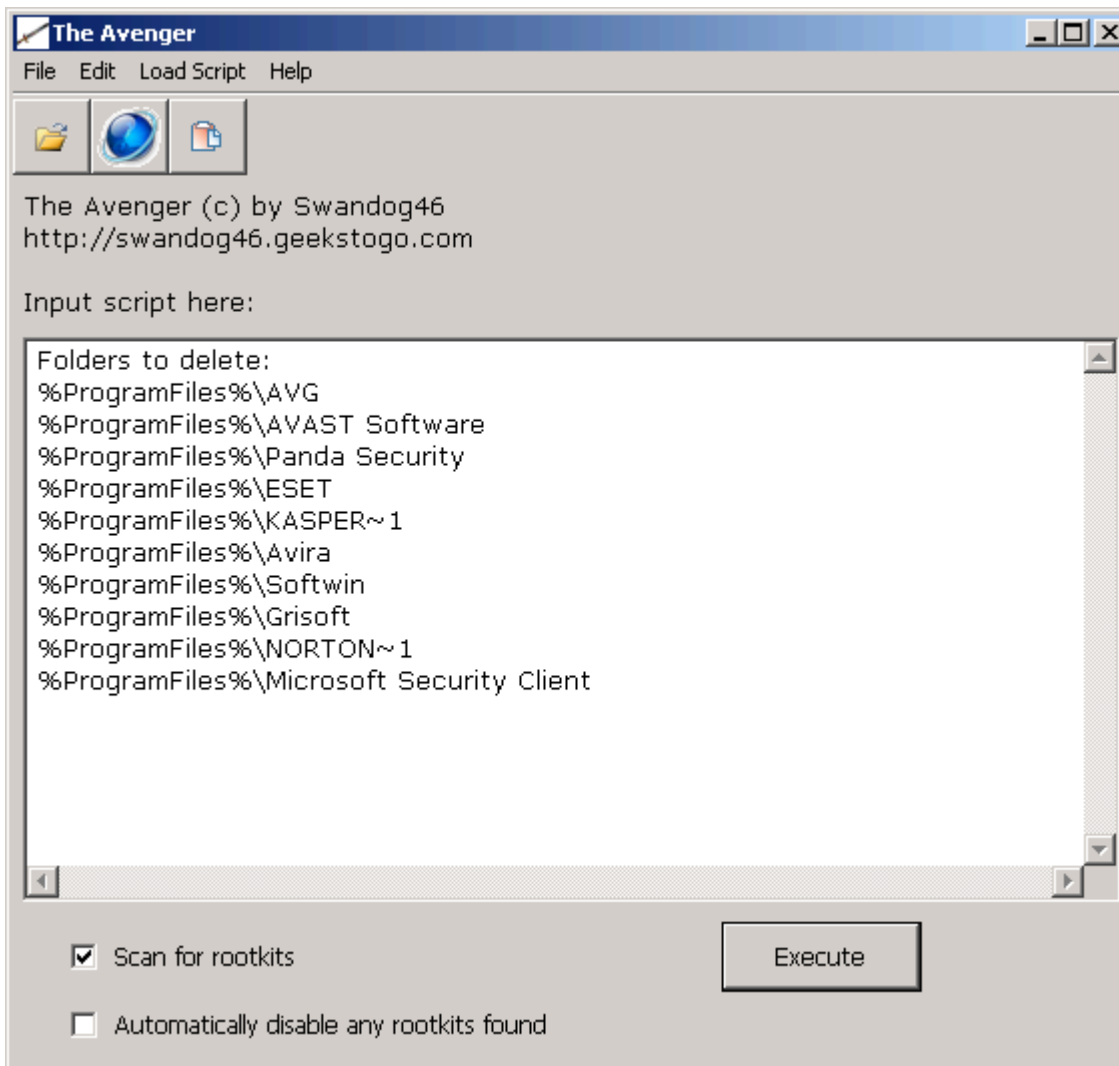 The Avenger
File Edit Load Script Help
The Avenger (c) by Swandog46
http://swandog46.geekstogo.com
Input script here:
Folders to delete:
%ProgramFiles%\AVG
%ProgramFiles%\AVAST Software
%ProgramFiles%\Panda Security
%ProgramFiles%\ESET
%ProgramFiles%\KASPER~1
%ProgramFiles%\Avira
%ProgramFiles%\Softwin
%ProgramFiles%\Grisoft
%ProgramFiles%\NORTON~1
%ProgramFiles%\Microsoft Security Client
Scan for rootkits
Execute
Automatically disable any rootkits found